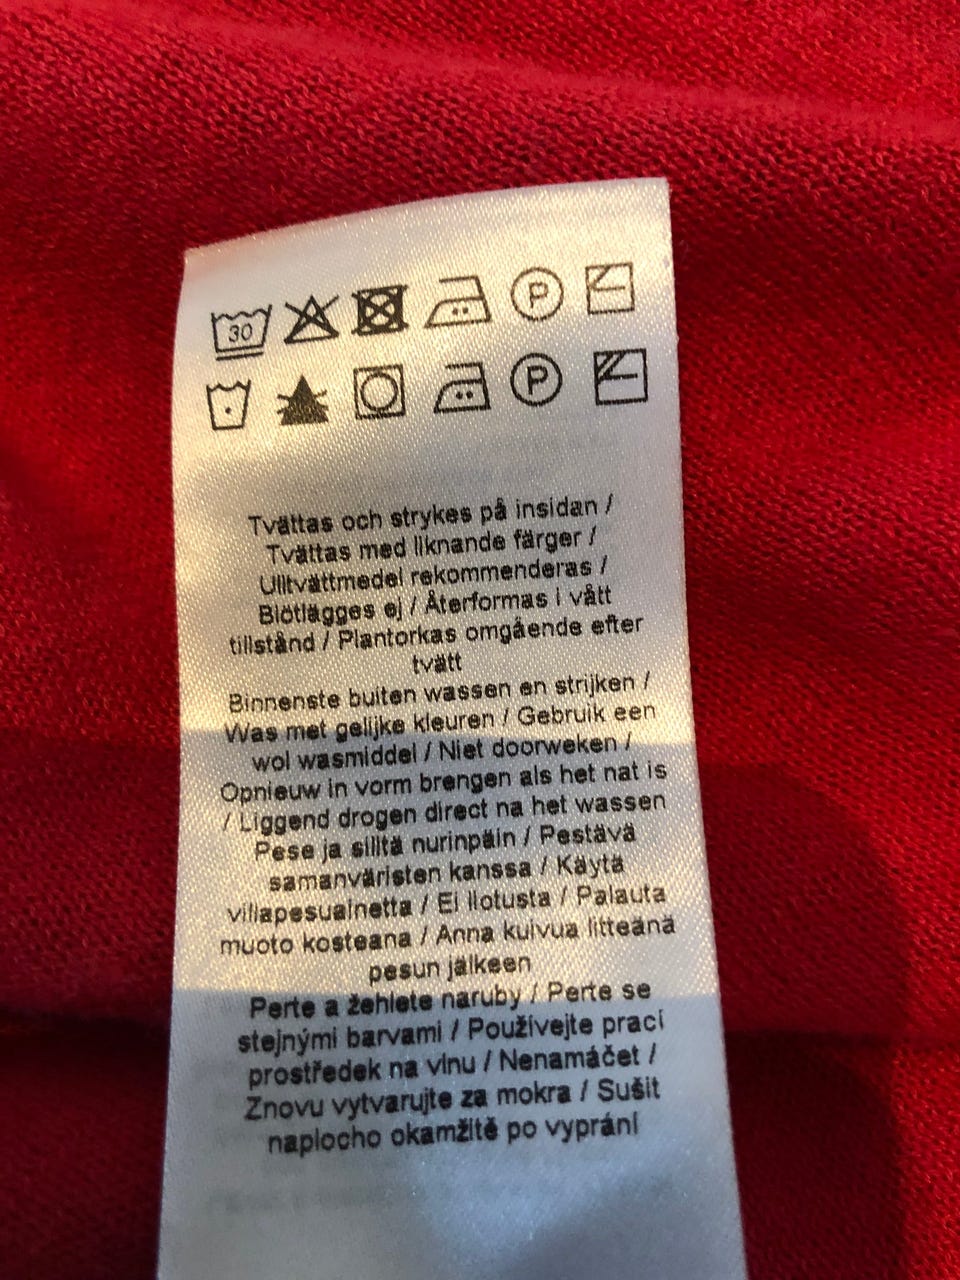 30 P
P
Tvättas och strykes på insidan /
Tvättas med liknande färger /
Ulltvättmedel rekommenderas /
Blötlägges ej / Återformas i vått
tillstånd / Plantorkas omgående efter
tvätt
Binnenste buiten wassen en strijken /
Was met gelijke kleuren / Gebruik een
wol wasmiddel / Niet doorweken /
Opnieuw in vorm brengen als het nat is
/ Liggend drogen direct na het wassen
Pese ja silitä nurinpäin / Pestävä
samanväristen kanssa / Käytä
villapesuainetta / Ei liotusta / Palauta
muoto kosteana / Anna kuivua litteänä
pesun jälkeen
Perte a žehlete naruby / Perte se
stejnými barvami / Používejte prací
prostředek na vlnu / Nenamáčet /
Znovu vytvarujte za mokra / Sušit
naplocho okamžitě po vyprání